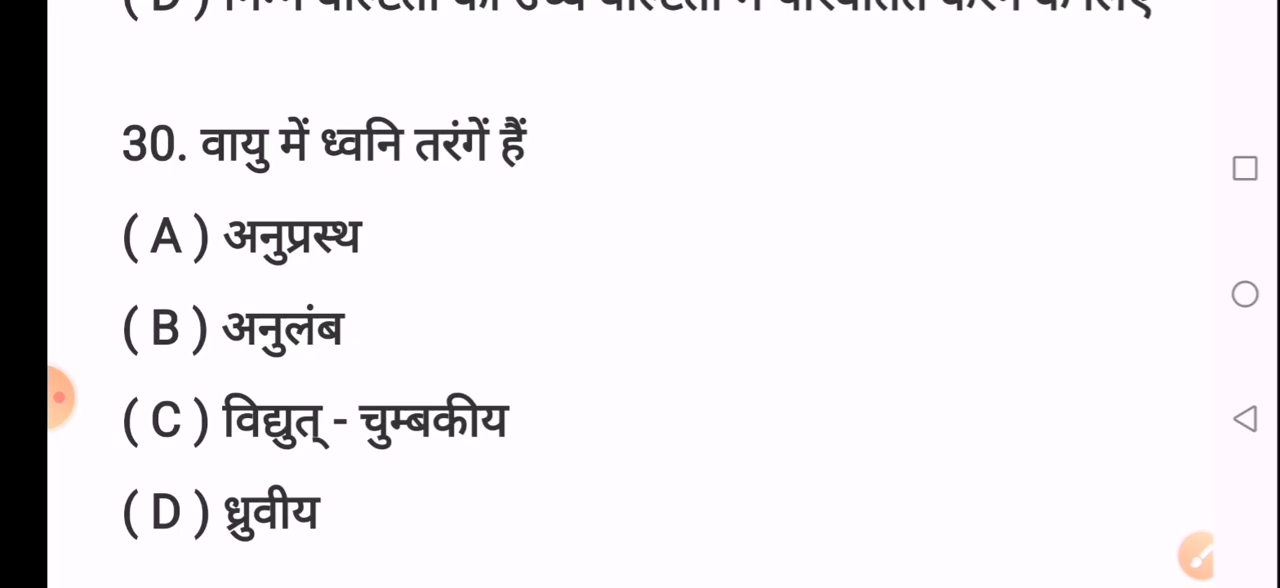 30. वायु में ध्वनि तरंगें हैं
( A ) अनुप्रस्थ
( B ) अनुलंब
( C ) विद्युत् - चुम्बकीय
( D ) ध्रुवीय